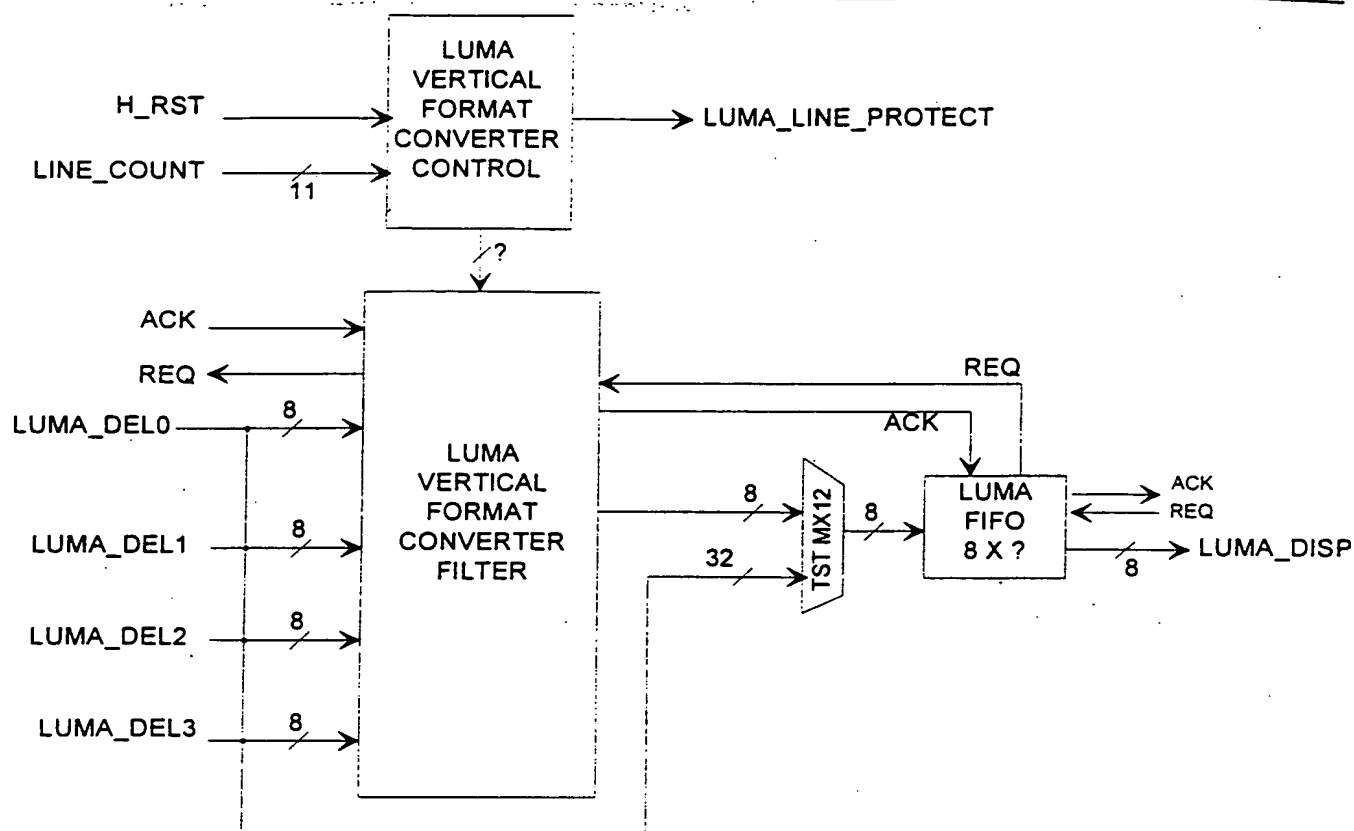 LUMA
VERTICAL
FORMAT
CONVERTER
CONTROL
H_RST
LUMA_LINE_PROTECT
LINE_COUNT
11
?
ACK
REQ
REQ
ACK
LUMA_DEL0
8
LUMA
VERTICAL
FORMAT
CONVERTER
FILTER
8
TST MX12
8
LUMA
FIFO
8 X ?
ACK
REQ
LUMA_DISP
8
LUMA_DEL1
8
32
LUMA_DEL2
8
LUMA_DEL3
8